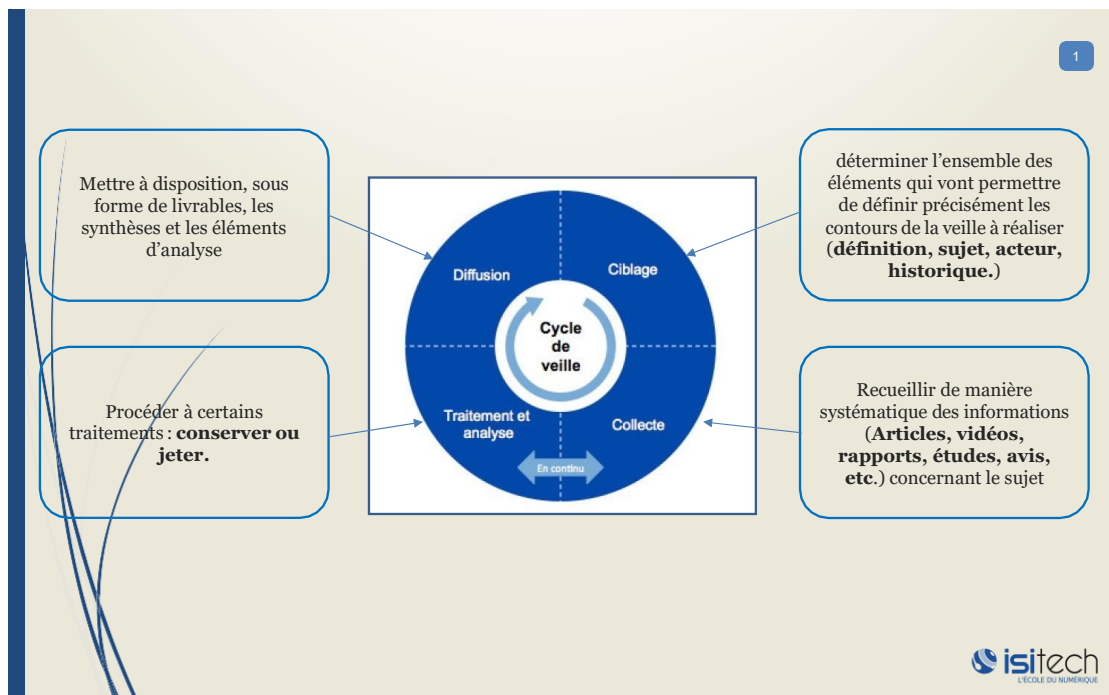 1
Mettre à disposition, sous
forme de livrables, les
synthèses et les éléments
d’analyse
déterminer l’ensemble des
éléments qui vont permettre
de définir précisément les
contours de la veille à réaliser
(définition, sujet, acteur,
historique.)
Diffusion
Ciblage
Cycle
de
veille
Traitement et
analyse
Collecte
En continu
Procéder à certains
traitements : conserver ou
jeter.
Recueillir de manière
systématique des informations
(Articles, vidéos,
rapports, études, avis,
etc.) concernant le sujet
isitech
L'ÉCOLE DU NUMÉRIQUE